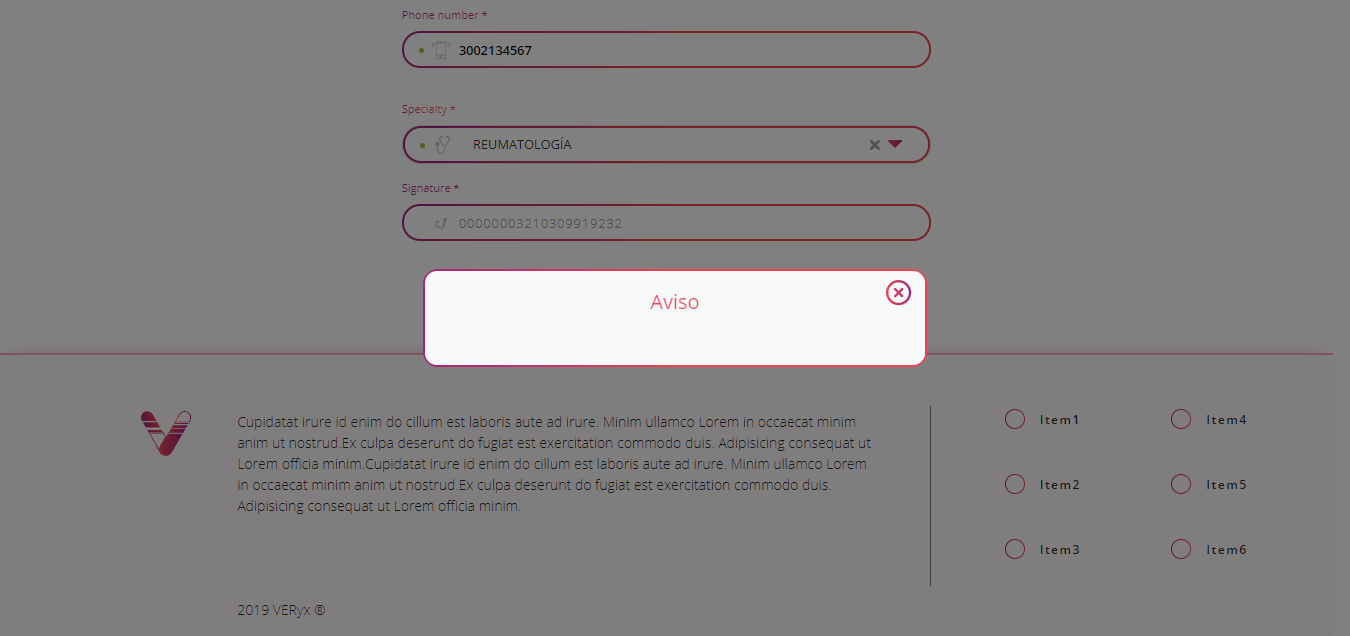 Phone number *
3002134567
Specialty *
REUMATOLOGÍA
Signature *
00000003210309919232
Aviso
Cupidatat irure id enim do cillum est laboris aute ad irure. Minim ullamco Lorem in occaecat minim
anim ut nostrud.Ex culpa deserunt do fugiat est exercitation commodo duis. Adipisicing consequat ut
Lorem officia minim.Cupidatat irure id enim do cillum est laboris aute ad irure. Minim ullamco Lorem
in occaecat minim anim ut nostrud.Ex culpa deserunt do fugiat est exercitation commodo duis.
Adipisicing consequat ut Lorem officia minim.
2019 VERyx ®
Item1
Item4
Item2
Item5
Item3
Item6